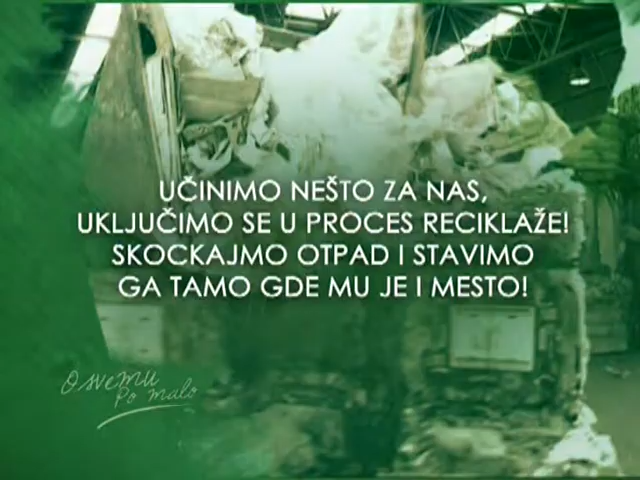 UČINIMO NEŠTO ZA NAS,
UKLJUČIMO SE U PROCES RECIKLAŽE!
SKOCKAJMO OTPAD I STAVIMO
GA TAMO GDE MU JE I MESTO!
O svemu
Po malo